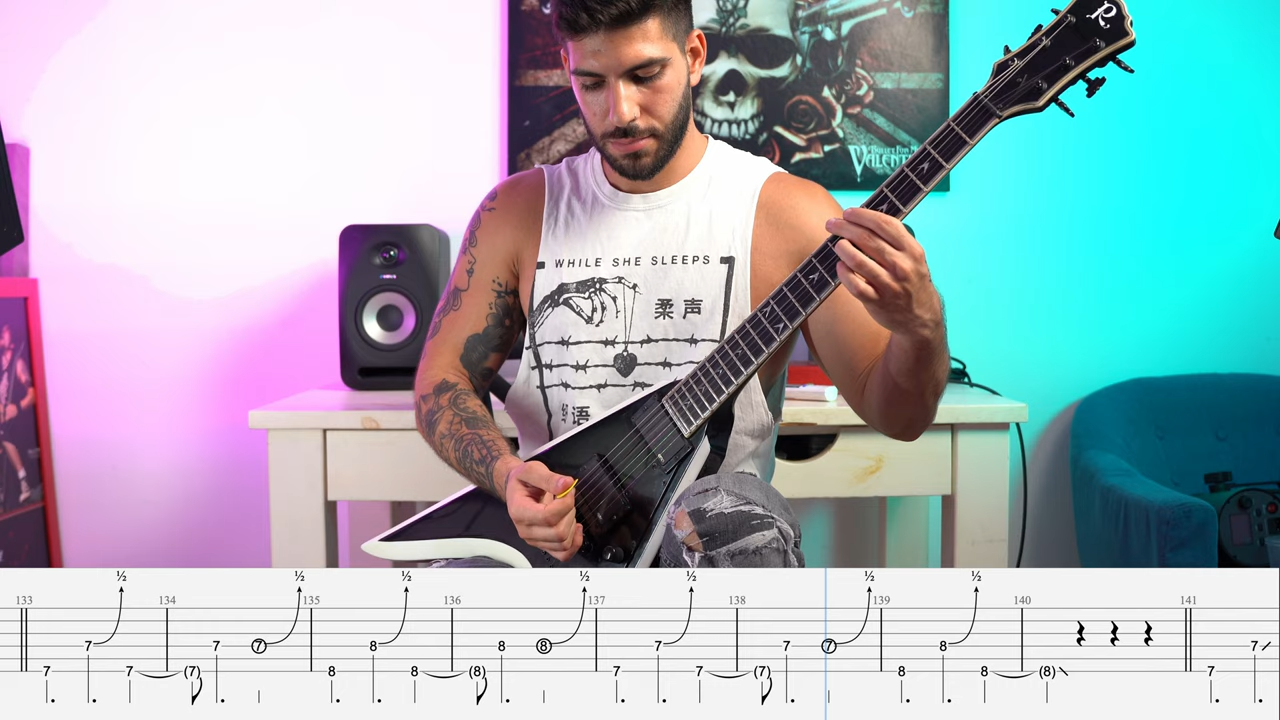 R
BULLET FOR MY
VALENTINE
WHILE SHE SLEEPS
柔声
语
½ ½ ½ ½ ½ ½ ½
133 134 135 136 137 138 139 140 141
7 7 7 8 8 8 7 7 7 8 7
7 7 (7) 8 8 (8) 7 7 (7) 8 8 (8) 7